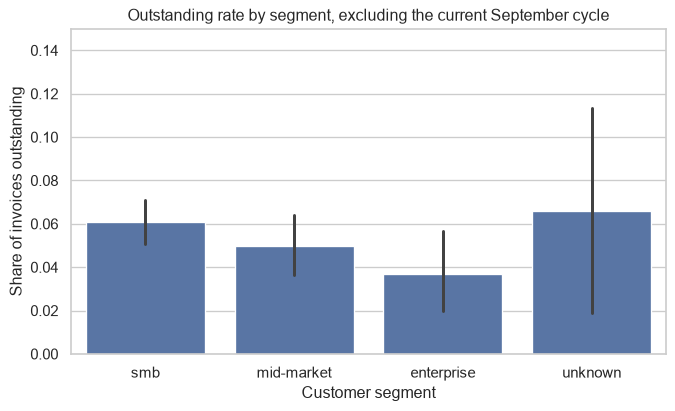 Outstanding rate by segment, excluding the current September cycle
Share of invoices outstanding
0.14
0.12
0.10
0.08
0.06
0.04
0.02
0.00
smb mid-market enterprise unknown
Customer segment